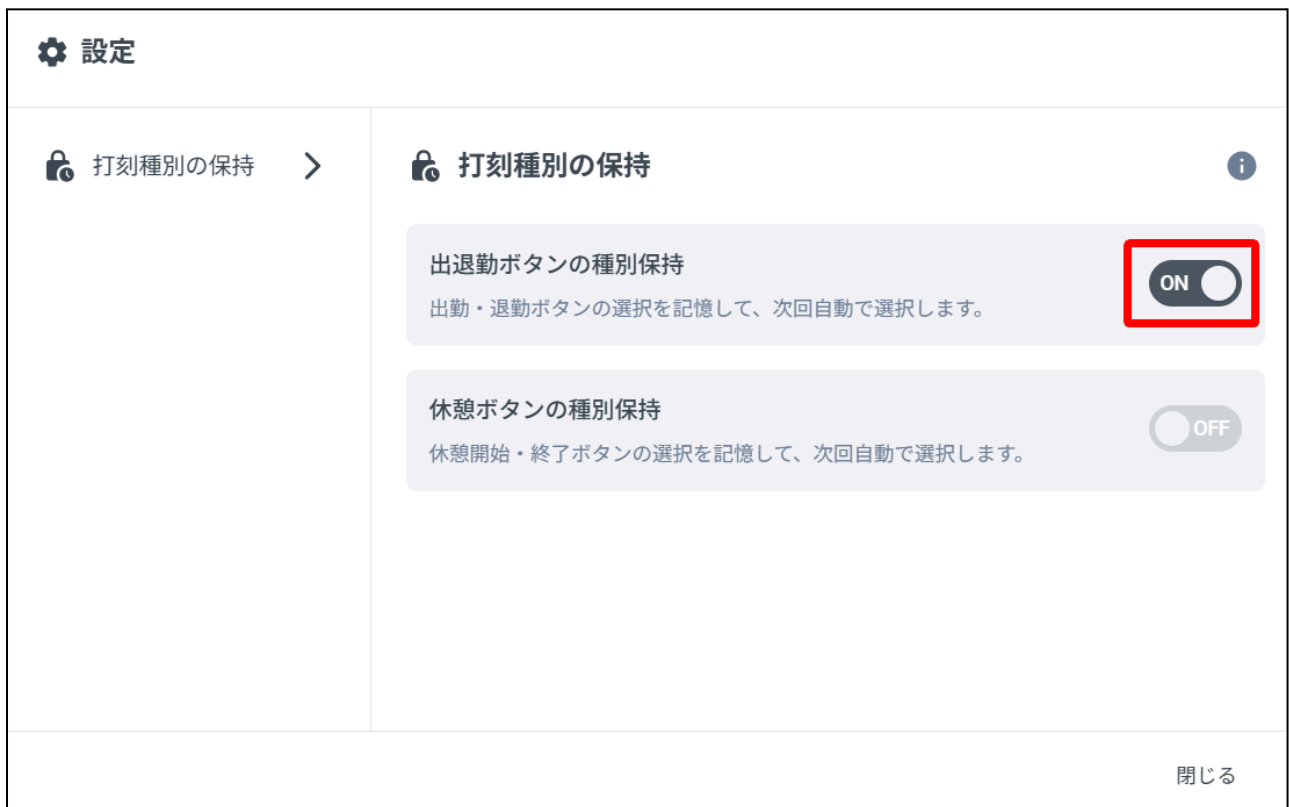 設定
打刻種別の保持
打刻種別の保持
出退勤ボタンの種別保持
ON
出勤・退勤ボタンの選択を記憶して、次回自動で選択します。
休憩ボタンの種別保持
OFF
休憩開始・終了ボタンの選択を記憶して、次回自動で選択します。
閉じる